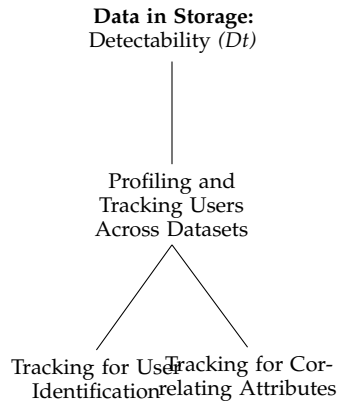 Data in Storage:
Detectability (Dt)
Profiling and
Tracking Users
Across Datasets
Tracking for User
Identification
Tracking for Cor-
relating Attributes